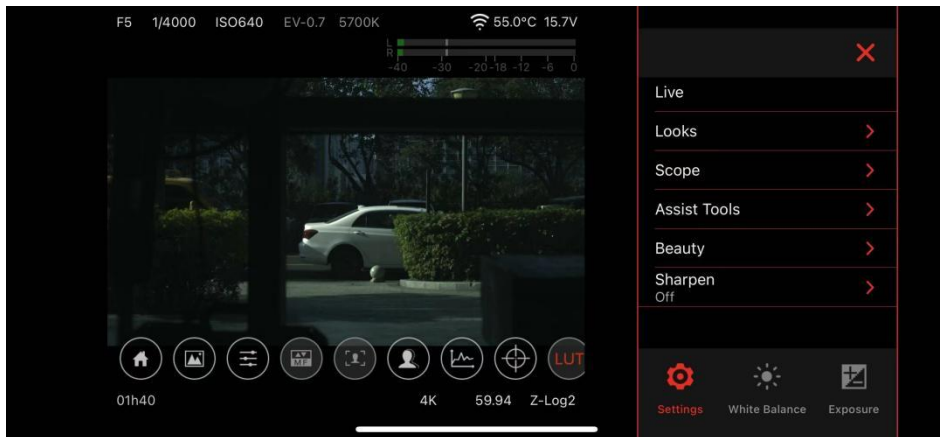 F5 1/4000 ISO640 EV-0.7 5700K 55.0°C 15.7V
L
R
-40 -30 -20 -18 -12 -6 0
MF
LUT
01h40 4K 59.94 Z-Log2
Live
Looks
Scope
Assist Tools
Beauty
Sharpen
Off
Settings White Balance Exposure